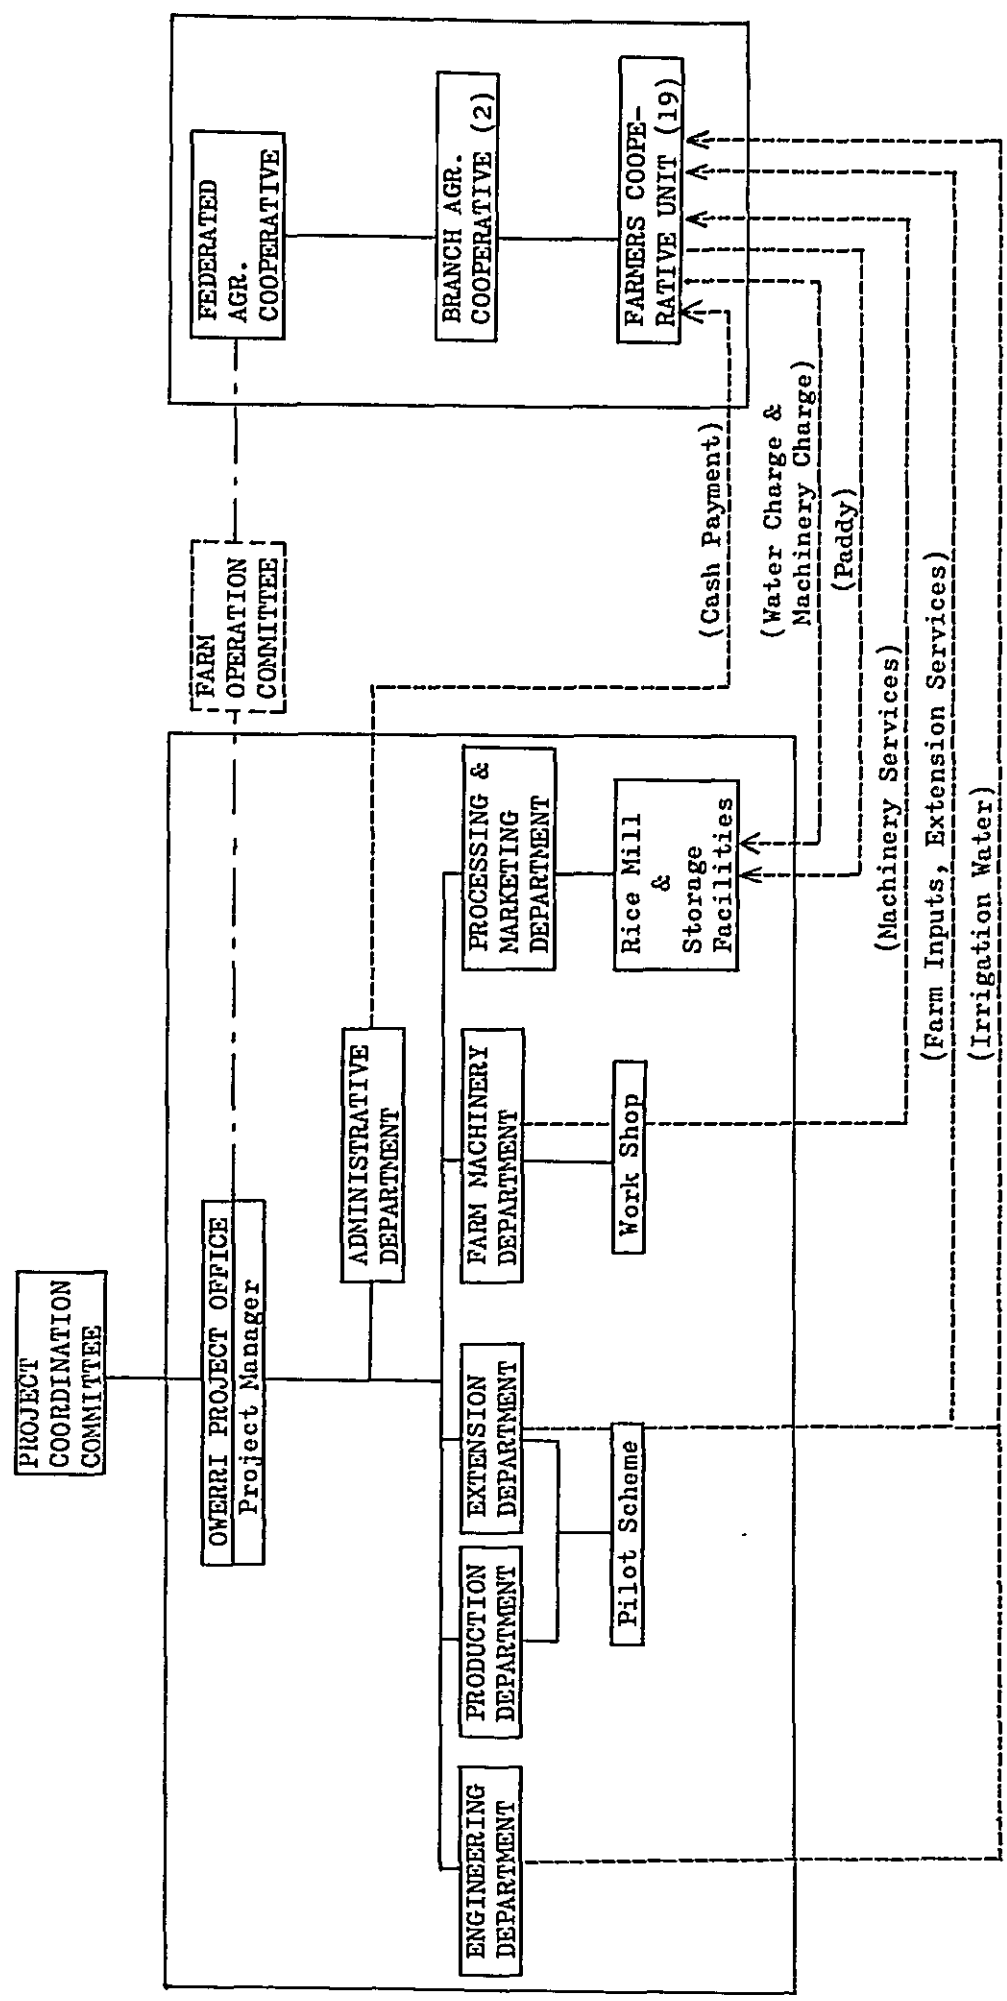 PROJECT
COORDINATION
COMMITTEE
OWERRI PROJECT OFFICE
Project Manager
FARM
OPERATION
COMMITTEE
FEDERATED
AGR.
COOPERATIVE
ADMINISTRATIVE
DEPARTMENT
BRANCH AGR.
COOPERATIVE (2)
ENGINEERING
DEPARTMENT
PRODUCTION
DEPARTMENT
EXTENSION
DEPARTMENT
FARM MACHINERY
DEPARTMENT
PROCESSING &
MARKETING
DEPARTMENT
FARMERS COOPE-
RATIVE UNIT (19)
Pilot Scheme
Work Shop
Rice Mill
&
Storage
Facilities
(Cash Payment)
(Water Charge &
Machinery Charge)
(Paddy)
(Machinery Services)
(Farm Inputs, Extension Services)
(Irrigation Water)